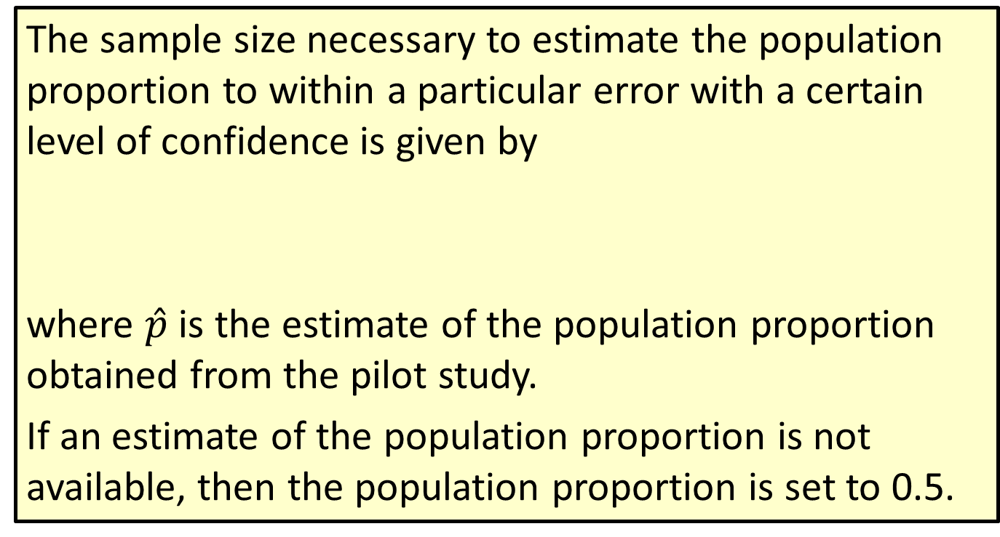 The sample size necessary to estimate the population
proportion to within a particular error with a certain
level of confidence is given by
where p̂ is the estimate of the population proportion
obtained from the pilot study.
If an estimate of the population proportion is not
available, then the population proportion is set to 0.5.